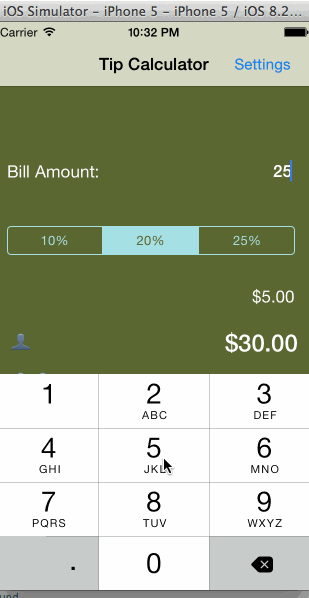 iOS Simulator – iPhone 5 – iPhone 5 / iOS 8.2...
Carrier 10:32 PM
Tip Calculator Settings
Bill Amount: 25
10% 20% 25%
$5.00
$30.00
1 2 3
ABC DEF
4 5 6
GHI JKL MNO
7 8 9
PQRS TUV WXYZ
. 0